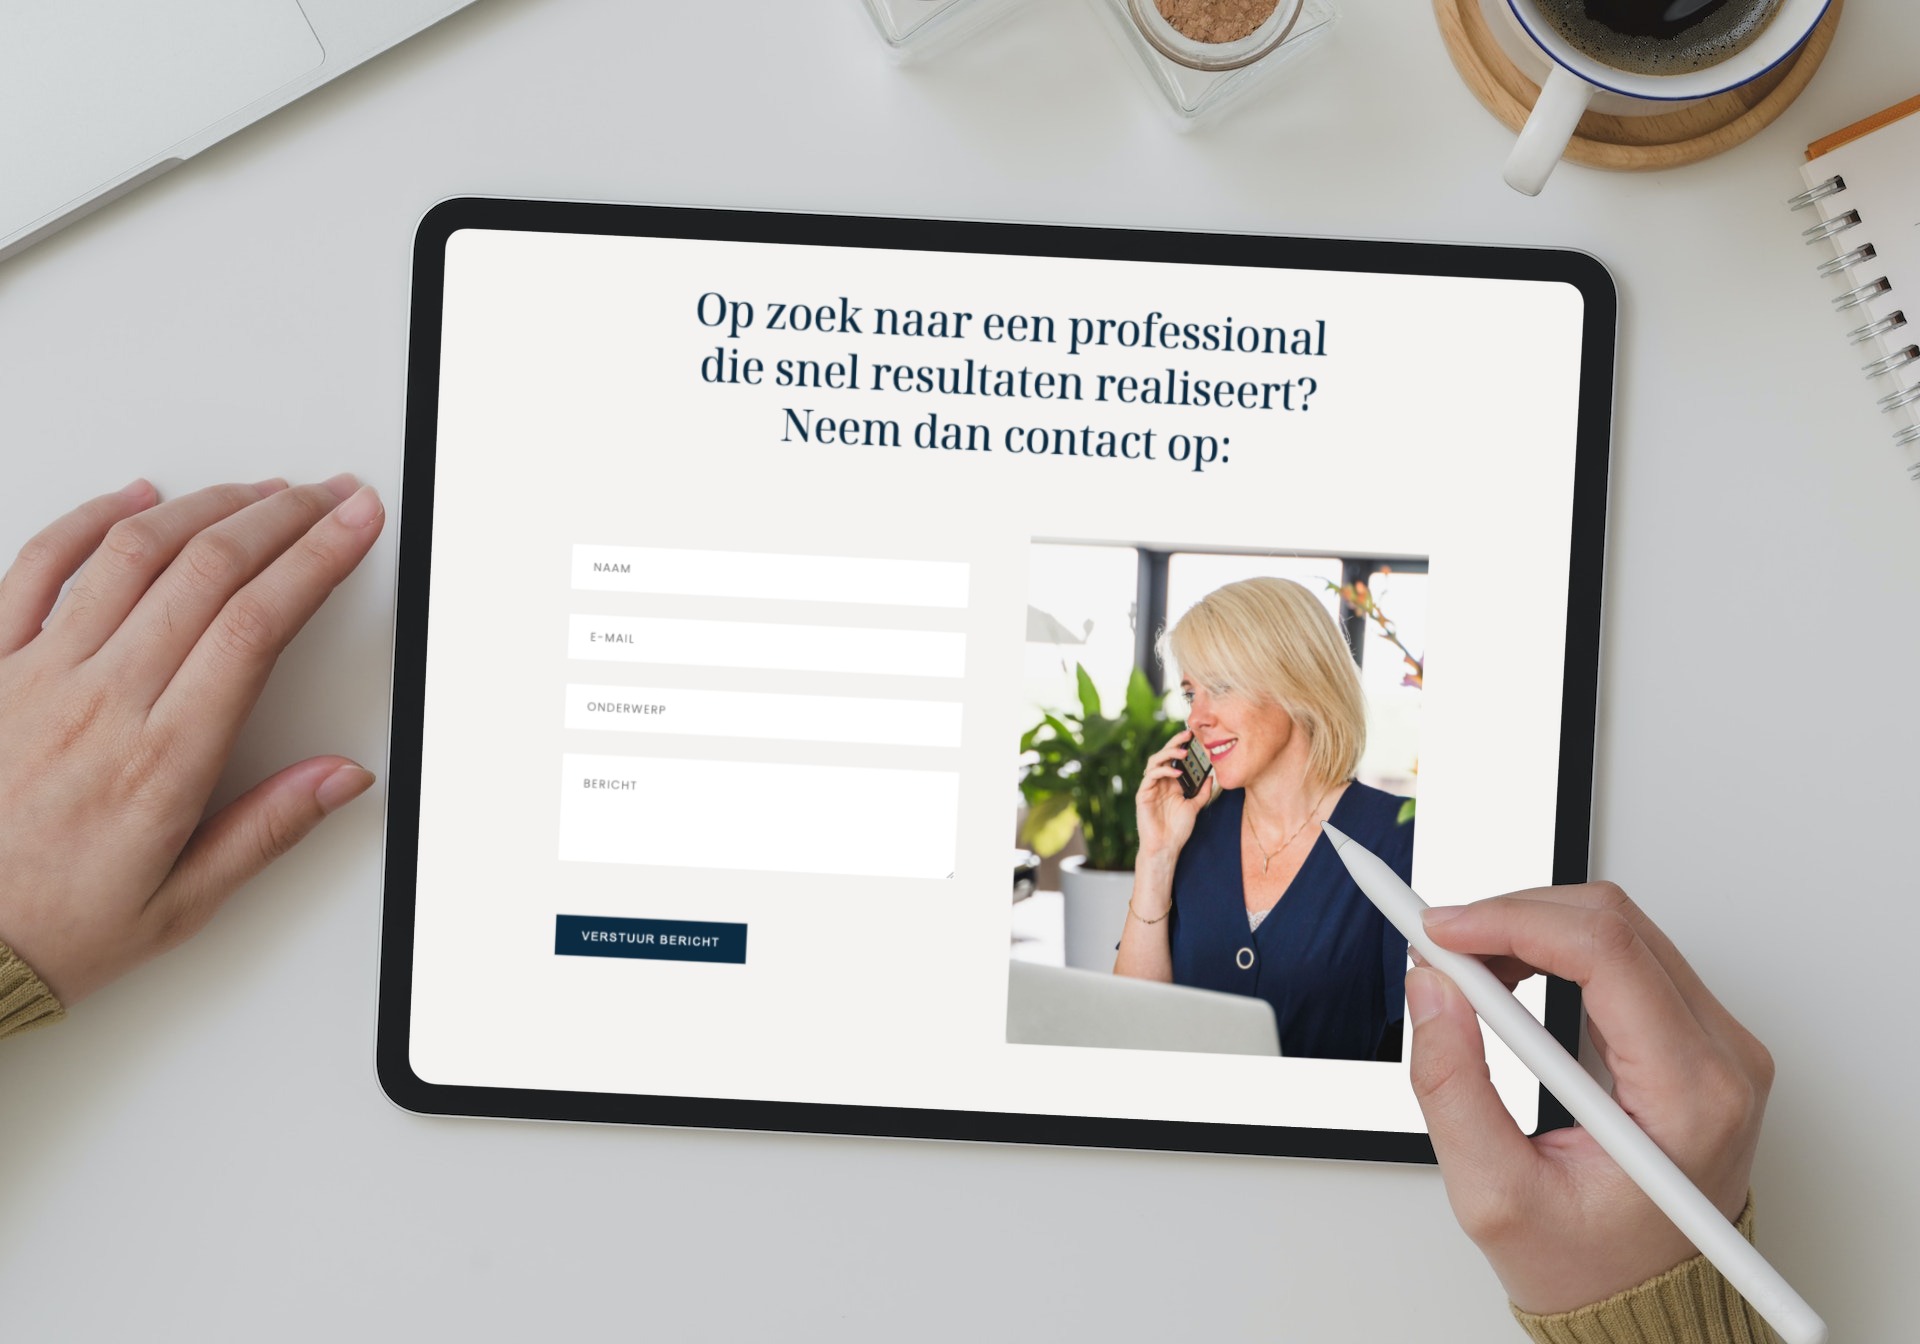 Op zoek naar een professional
die snel resultaten realiseert?
Neem dan contact op:
NAAM
E-MAIL
ONDERWERP
BERICHT
VERSTUUR BERICHT